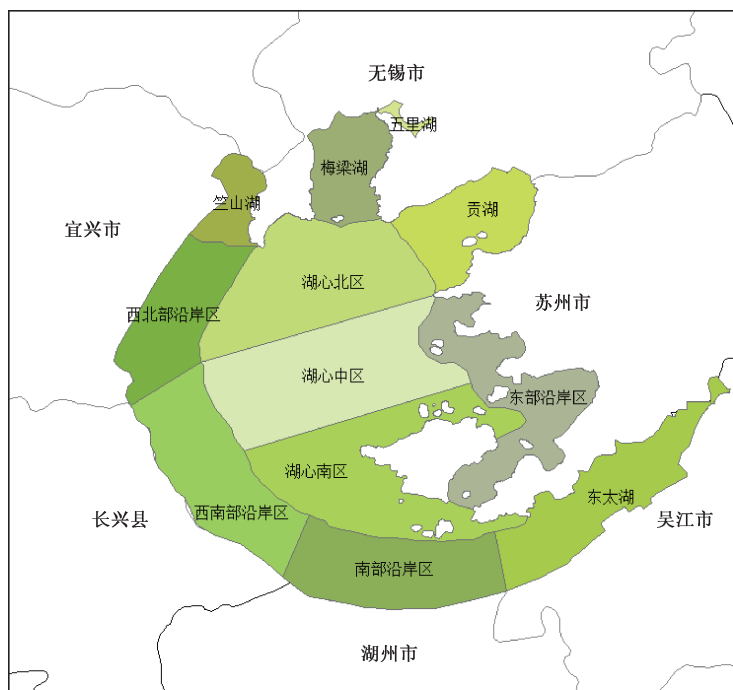 无锡市
五里湖
梅梁湖
竺山湖
贡湖
宜兴市
湖心北区
苏州市
西北部沿岸区
湖心中区
东部沿岸区
湖心南区
东太湖
长兴县
西南部沿岸区
吴江市
南部沿岸区
湖州市